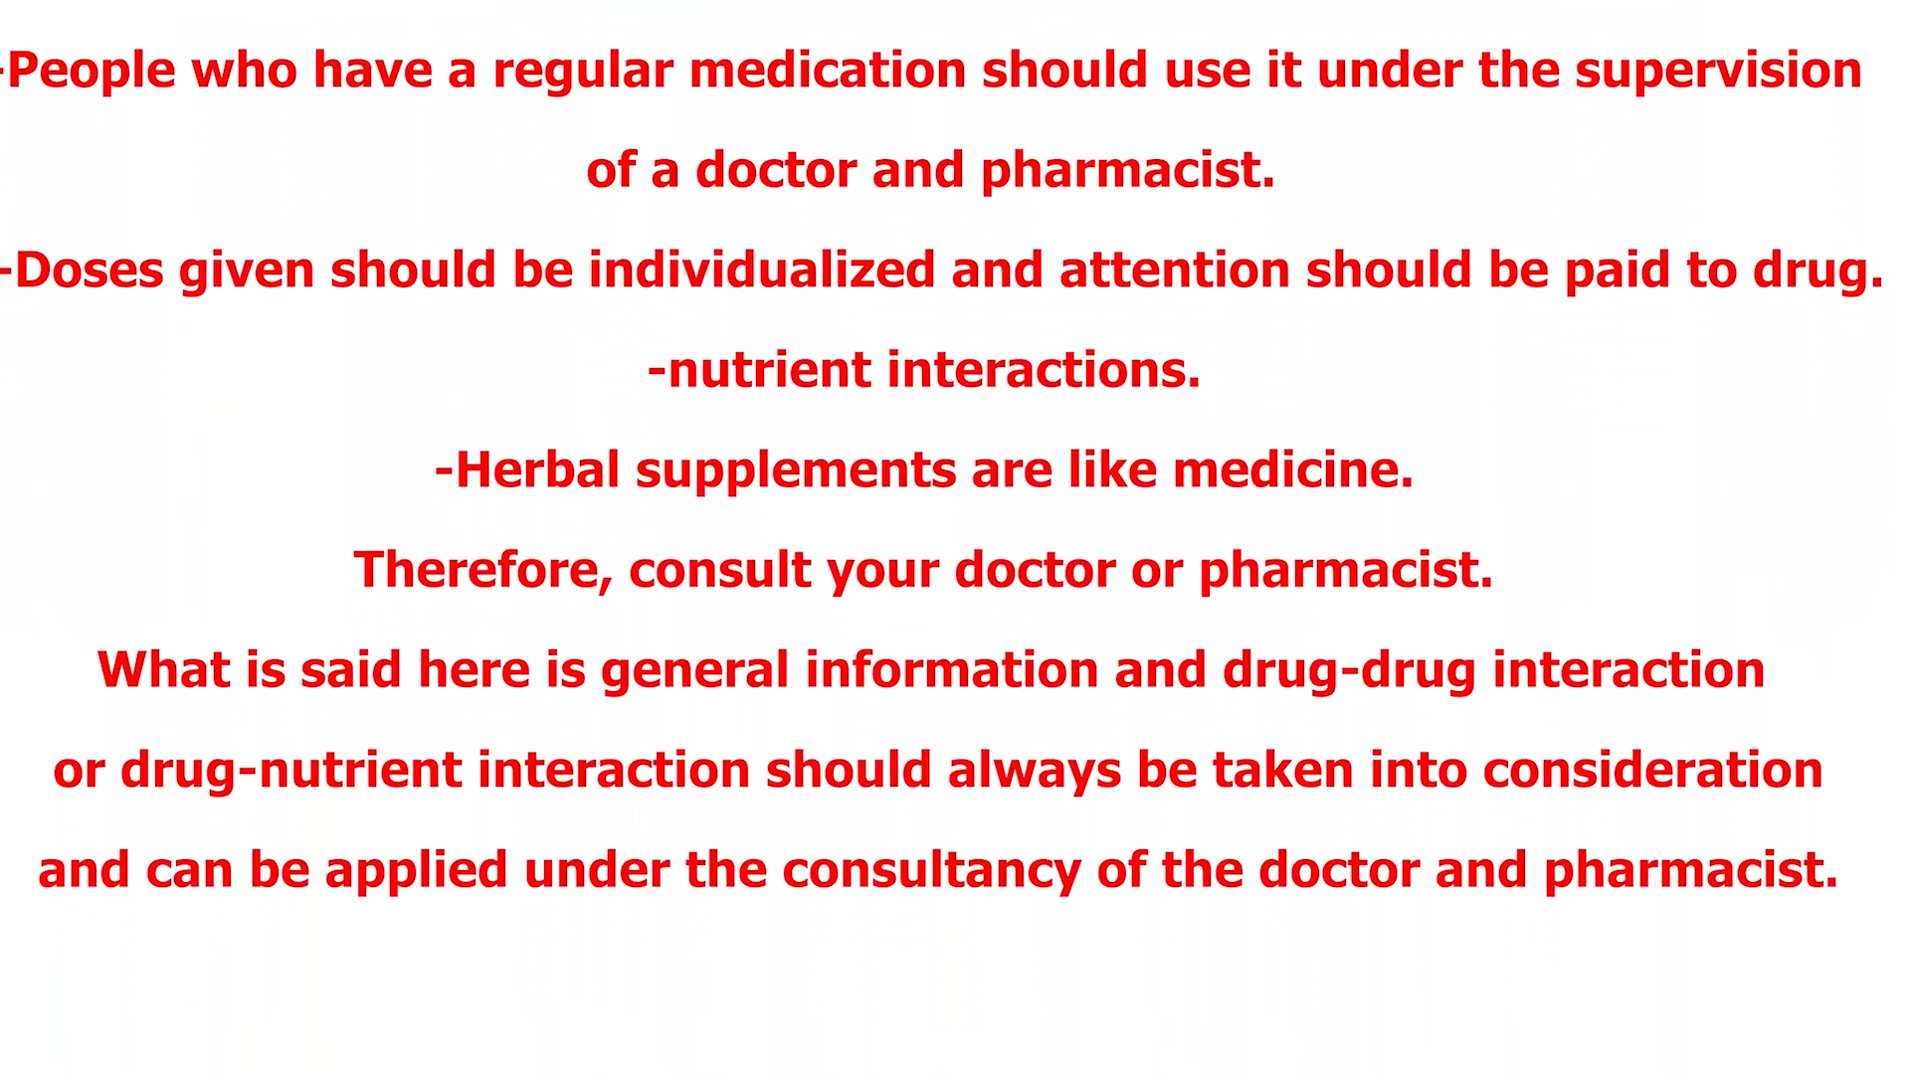 -People who have a regular medication should use it under the supervision
of a doctor and pharmacist.
-Doses given should be individualized and attention should be paid to drug.
-nutrient interactions.
-Herbal supplements are like medicine.
Therefore, consult your doctor or pharmacist.
What is said here is general information and drug-drug interaction
or drug-nutrient interaction should always be taken into consideration
and can be applied under the consultancy of the doctor and pharmacist.